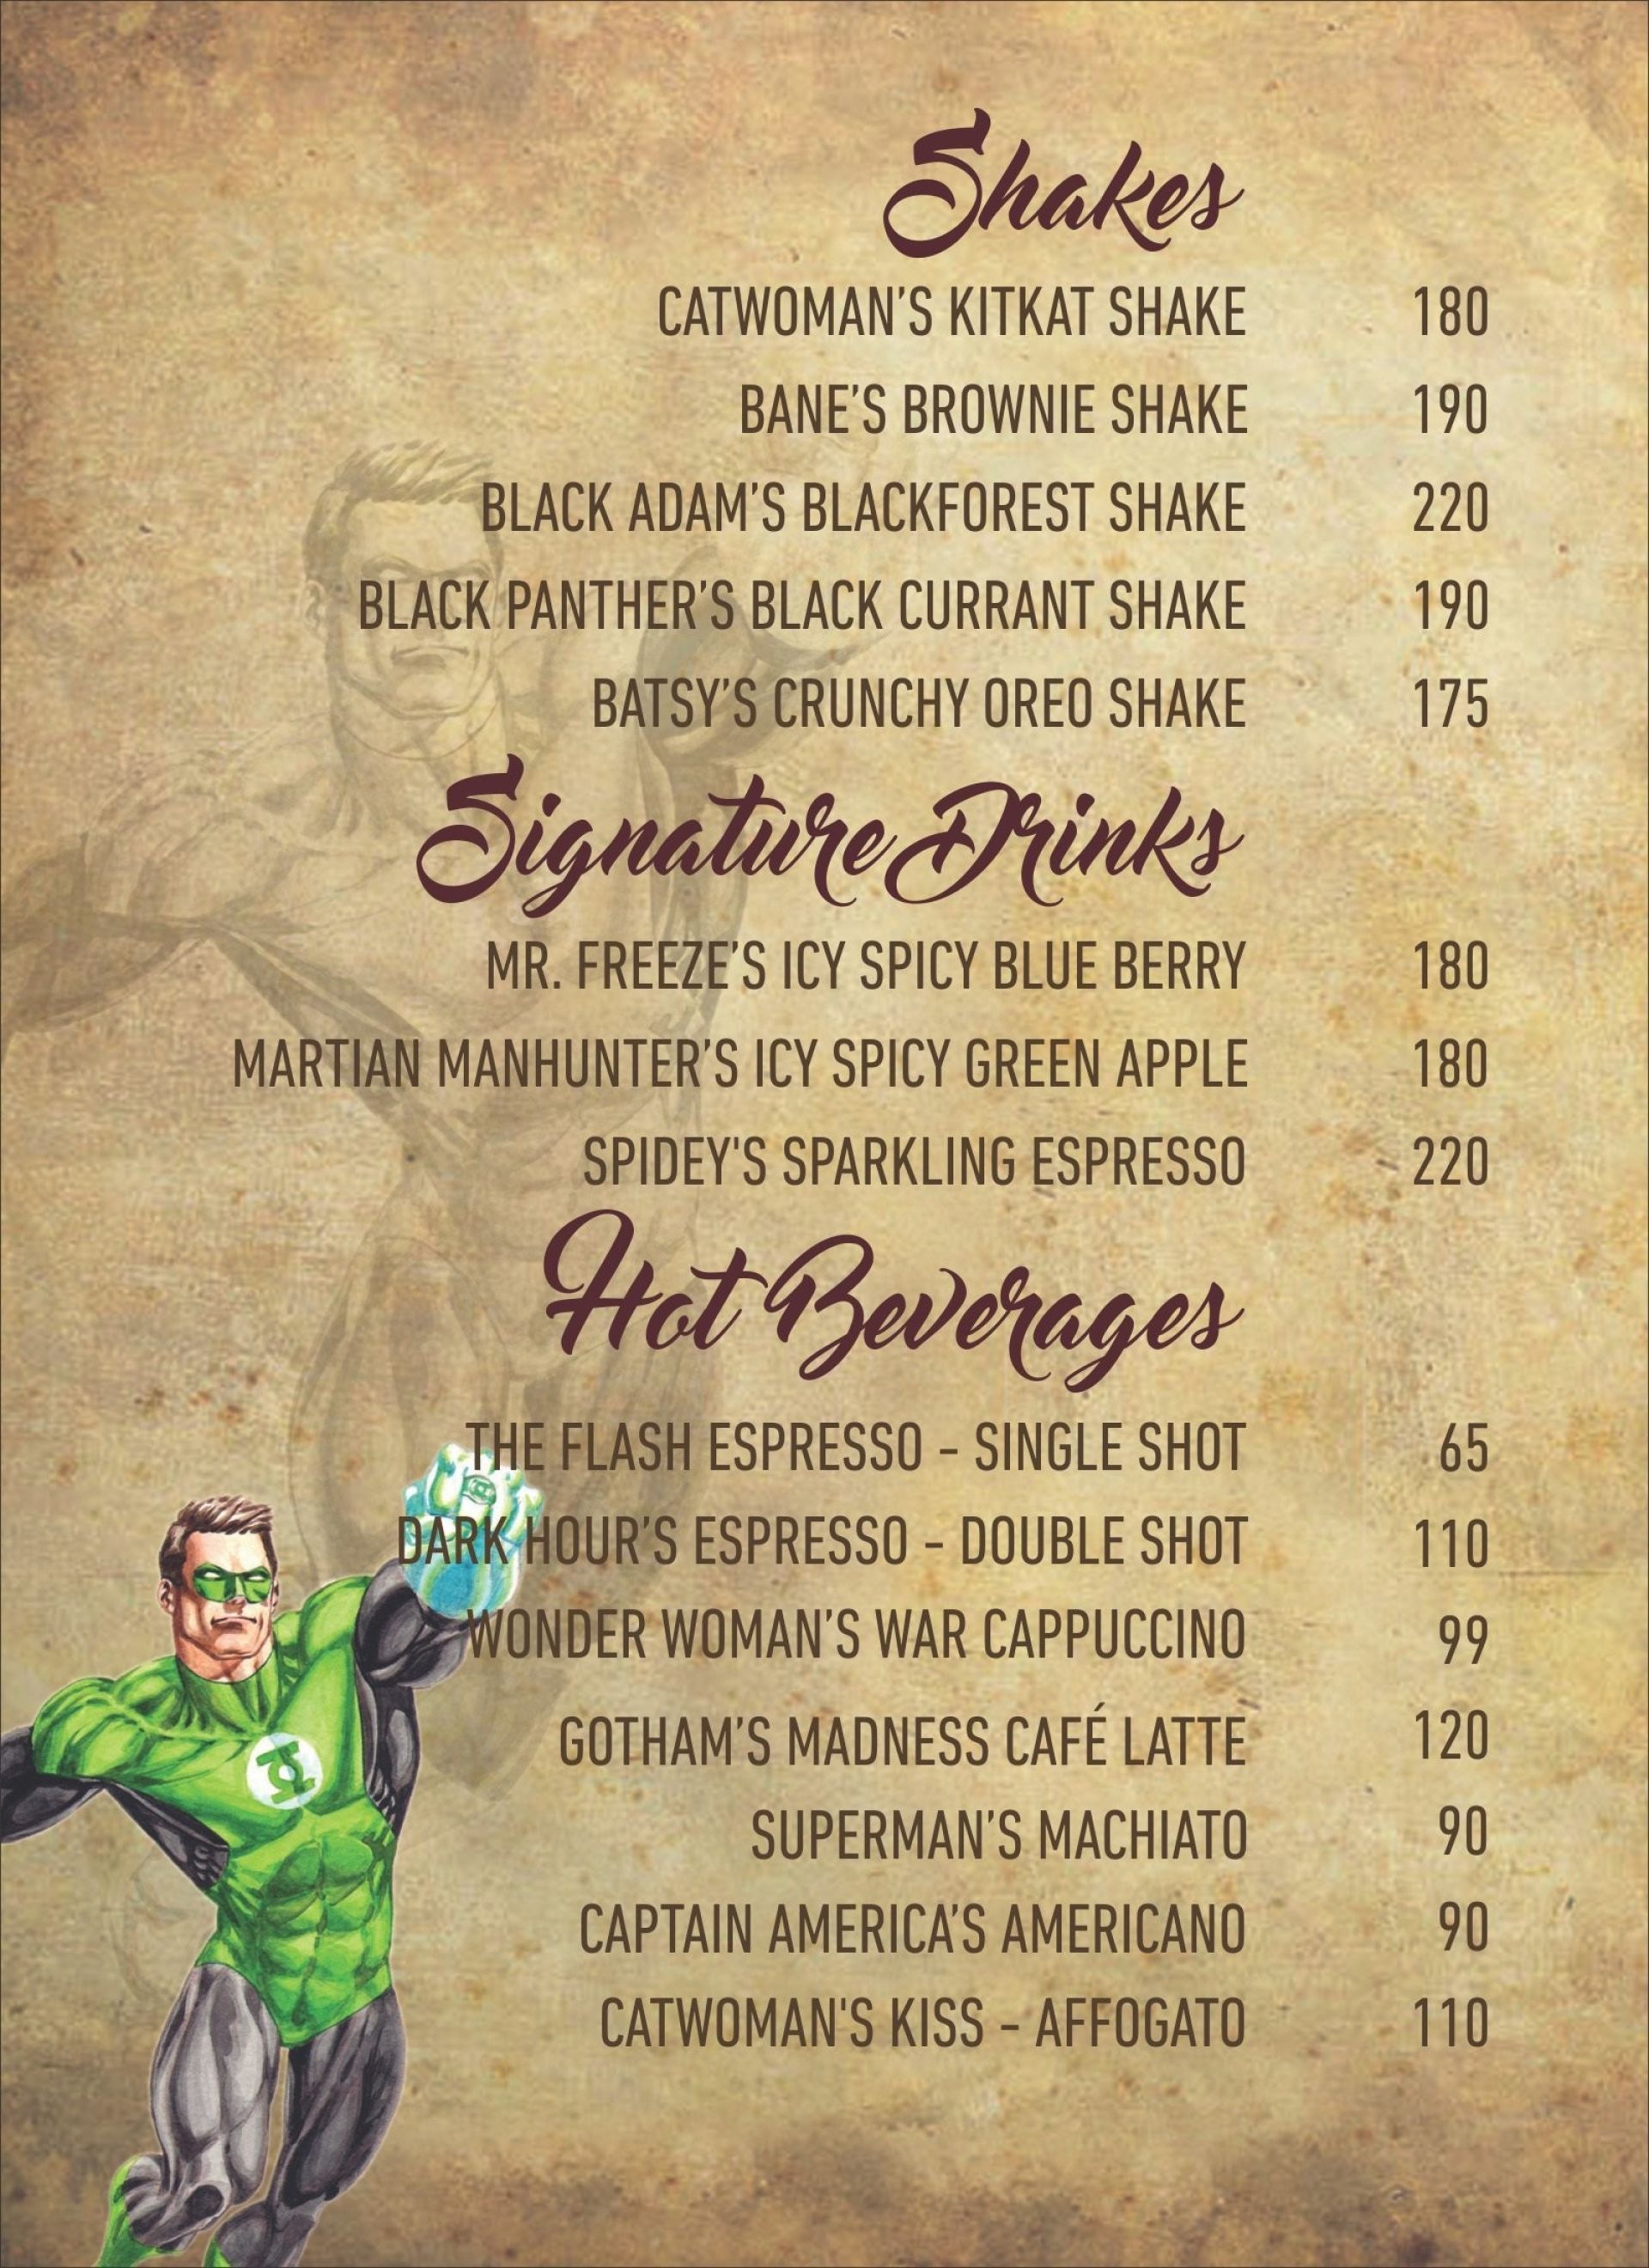 Shakes
CATWOMAN’S KITKAT SHAKE 180
BANE’S BROWNIE SHAKE 190
BLACK ADAM’S BLACKFOREST SHAKE 220
BLACK PANTHER’S BLACK CURRANT SHAKE 190
BATSY’S CRUNCHY OREO SHAKE 175
Signature Drinks
MR. FREEZE’S ICY SPICY BLUE BERRY 180
MARTIAN MANHUNTER’S ICY SPICY GREEN APPLE 180
SPIDEY'S SPARKLING ESPRESSO 220
Hot Beverages
THE FLASH ESPRESSO – SINGLE SHOT 65
DARK HOUR’S ESPRESSO – DOUBLE SHOT 110
WONDER WOMAN’S WAR CAPPUCCINO 99
GOTHAM’S MADNESS CAFÉ LATTE 120
SUPERMAN’S MACHIATO 90
CAPTAIN AMERICA’S AMERICANO 90
CATWOMAN'S KISS – AFFOGATO 110